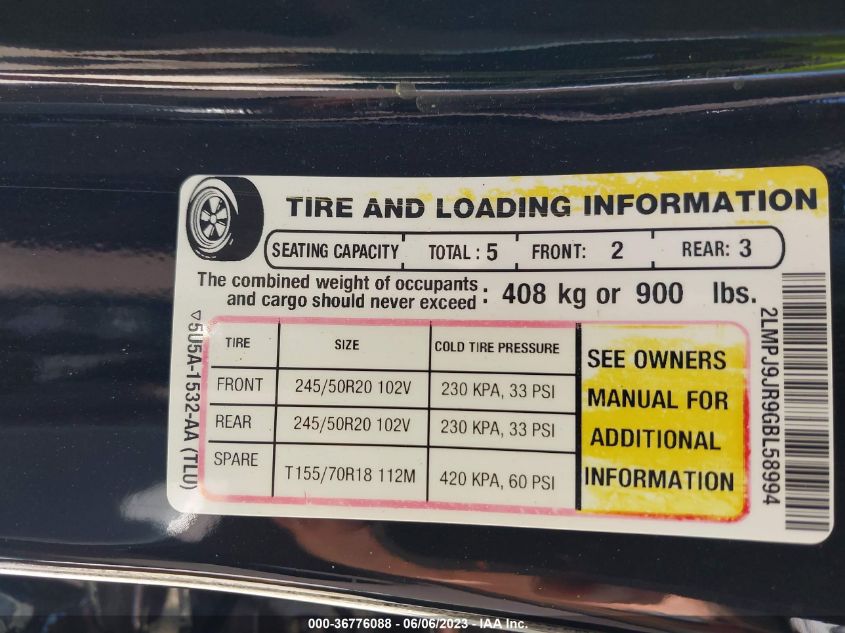 TIRE AND LOADING INFORMATION
SEATING CAPACITY TOTAL : 5 FRONT: 2 REAR: 3
The combined weight of occupants
and cargo should never exceed : 408 kg or 900 lbs.
TIRE SIZE COLD TIRE PRESSURE
FRONT 245/50R20 102V 230 KPA, 33 PSI
REAR 245/50R20 102V 230 KPA, 33 PSI
SPARE T155/70R18 112M 420 KPA, 60 PSI
SEE OWNERS
MANUAL FOR
ADDITIONAL
INFORMATION
▽5U5A-1532-AA (TLU)
2LMPJ9JR9GBL58994
000-36776088 - 06/06/2023 - IAA Inc.